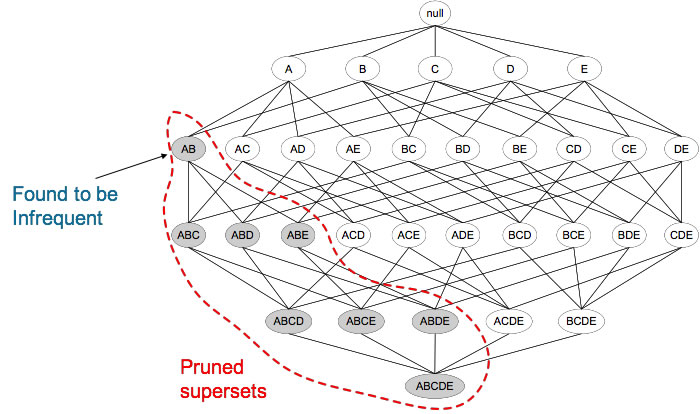 null
A B C D E
AB AC AD AE BC BD BE CD CE DE
Found to be
Infrequent
ABC ABD ABE ACD ACE ADE BCD BCE BDE CDE
ABCD ABCE ABDE ACDE BCDE
Pruned
supersets
ABCDE